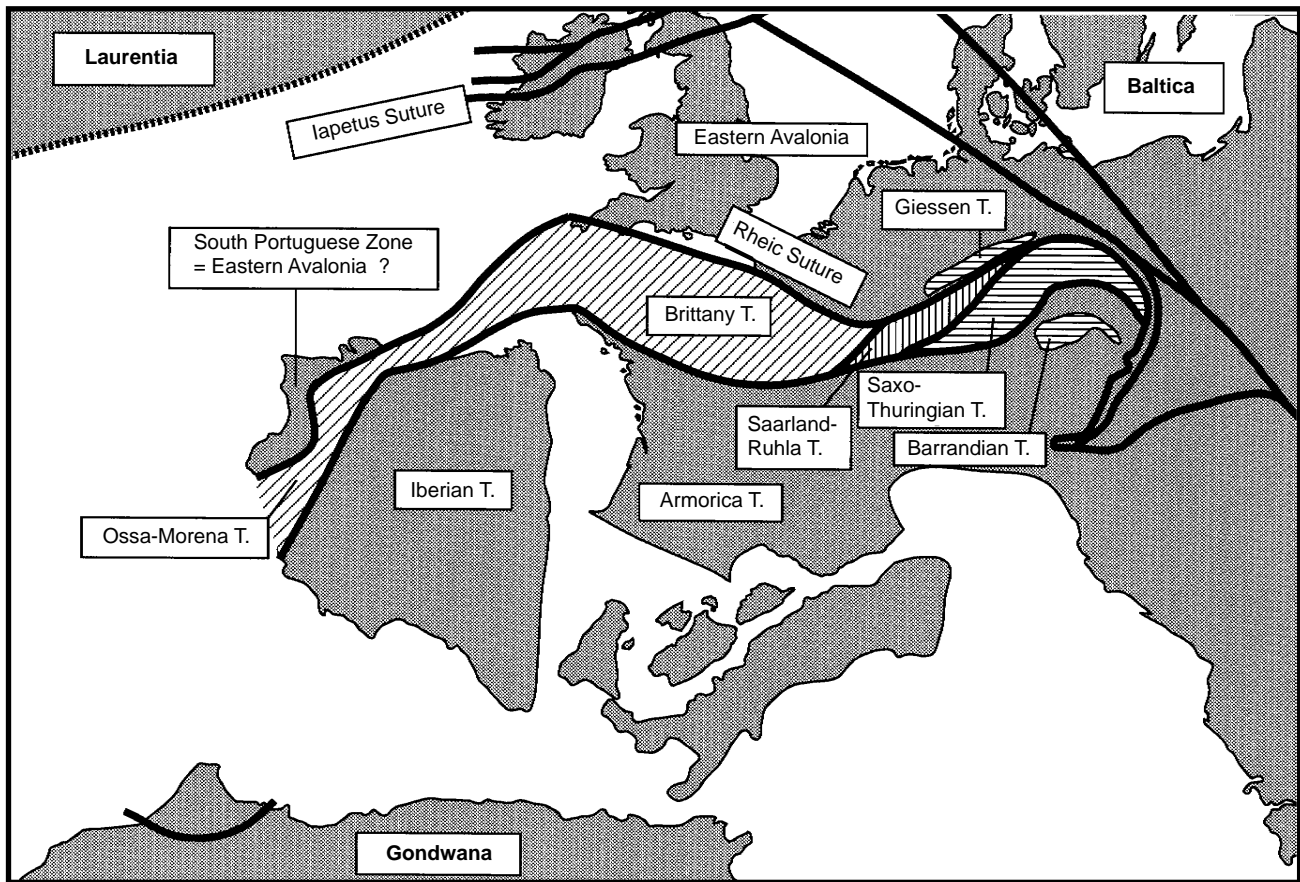 Laurentia
Baltica
Iapetus Suture
Eastern Avalonia
Giessen T.
South Portuguese Zone
= Eastern Avalonia ?
Rheic Suture
Brittany T.
Saxo-
Thuringian T.
Saarland-
Ruhla T.
Barrandian T.
Iberian T.
Armorica T.
Ossa-Morena T.
Gondwana